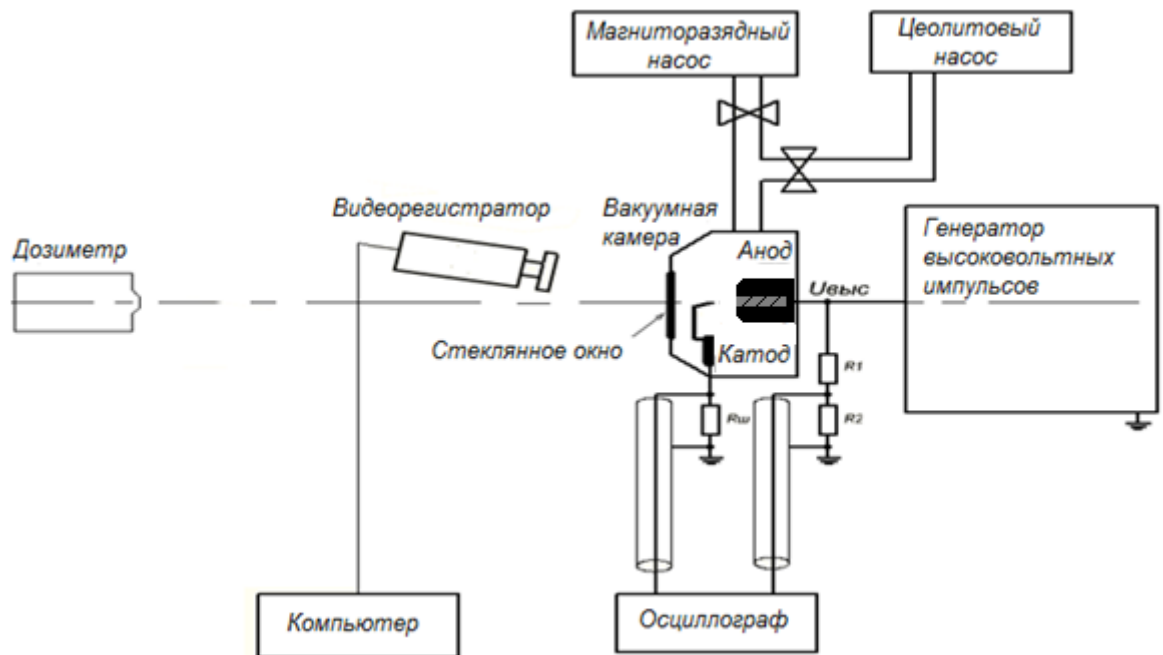 Магниторазядный
насос
Цеолитовый
насос
Видеорегистратор
Вакуумная
камера
Дозиметр
Анод
Uвыс
Генератор
высоковольтных
импульсов
Стеклянное окно
Катод
R1
Rш
R2
Компьютер
Осциллограф